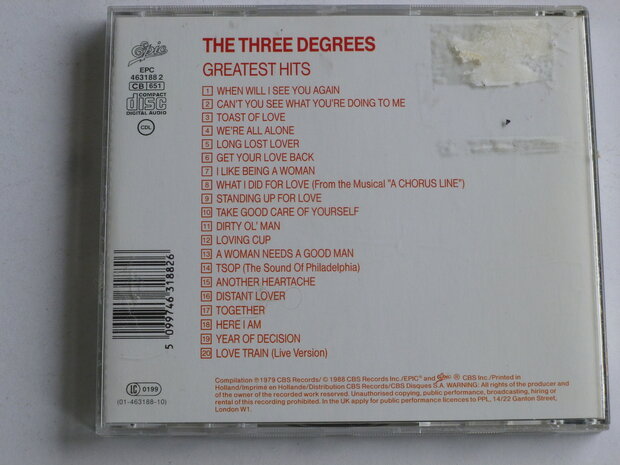 Epic
EPC
463188 2
CB 651
COMPACT
disc
DIGITAL AUDIO
CDL
THE THREE DEGREES
GREATEST HITS
1 WHEN WILL I SEE YOU AGAIN
2 CAN'T YOU SEE WHAT YOU'RE DOING TO ME
3 TOAST OF LOVE
4 WE'RE ALL ALONE
5 LONG LOST LOVER
6 GET YOUR LOVE BACK
7 I LIKE BEING A WOMAN
8 WHAT I DID FOR LOVE (From the Musical "A CHORUS LINE")
9 STANDING UP FOR LOVE
10 TAKE GOOD CARE OF YOURSELF
11 DIRTY OL' MAN
12 LOVING CUP
13 A WOMAN NEEDS A GOOD MAN
14 TSOP (The Sound Of Philadelphia)
15 ANOTHER HEARTACHE
16 DISTANT LOVER
17 TOGETHER
18 HERE I AM
19 YEAR OF DECISION
20 LOVE TRAIN (Live Version)
5 099746 318826
LC 0199
(01-463188-10)
Compilation ℗ 1979 CBS Records/ © 1988 CBS Records Inc./EPIC® and Epic ® CBS Inc./Printed in
Holland/Imprimé en Hollande/Distribution CBS Records/CBS Disques S.A. WARNING: All rights of the producer and
of the owner of the recorded work reserved. Unauthorised copying, public performance, broadcasting, hiring or
rental of this recording prohibited. In the UK apply for public performance licences to PPL, 14/22 Ganton Street,
London W1.